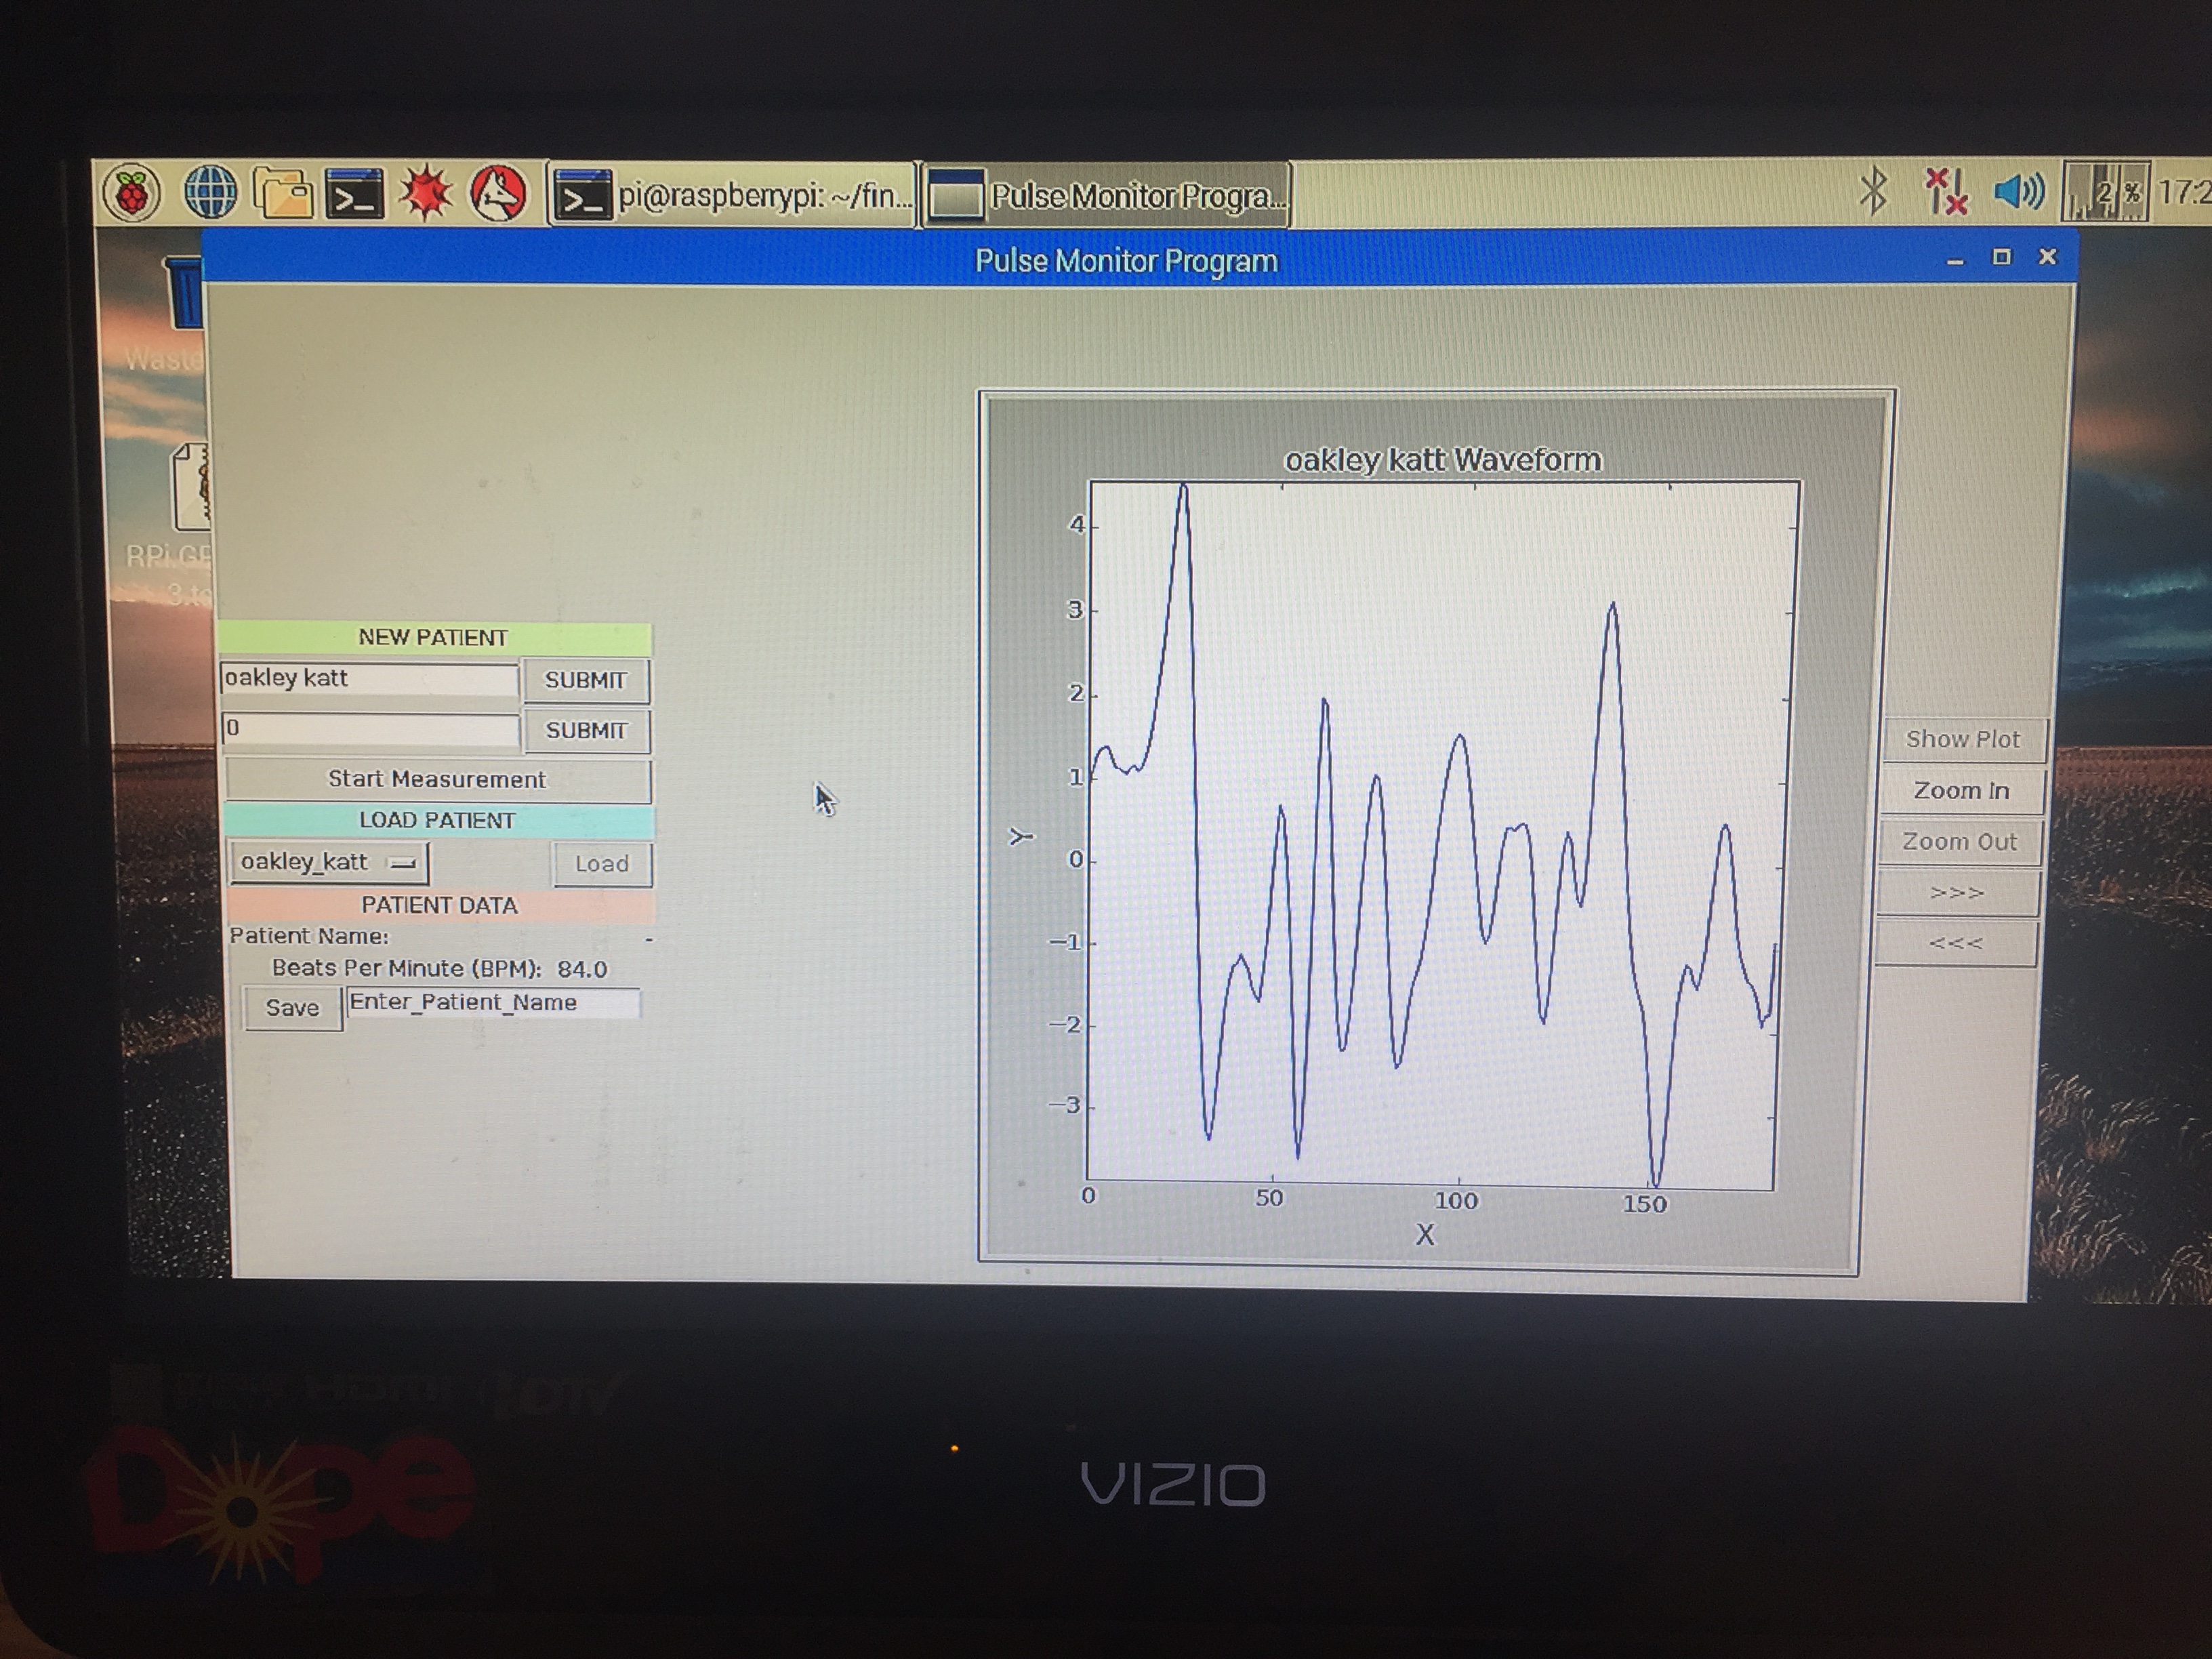 pi@raspberrypi: ~/fin...
Pulse Monitor Progra...
2 %
17:2
Pulse Monitor Program
Waste
RPi.GP
3.ta
oakley katt Waveform
4
3
2
1
0
−1
−2
−3
Y
0
50
100
150
X
NEW PATIENT
oakley katt
SUBMIT
0
SUBMIT
Start Measurement
LOAD PATIENT
oakley_katt
Load
PATIENT DATA
Patient Name: -
Beats Per Minute (BPM): 84.0
Save
Enter_Patient_Name
Show Plot
Zoom In
Zoom Out
>>>
<<<
VIZIO
Dope